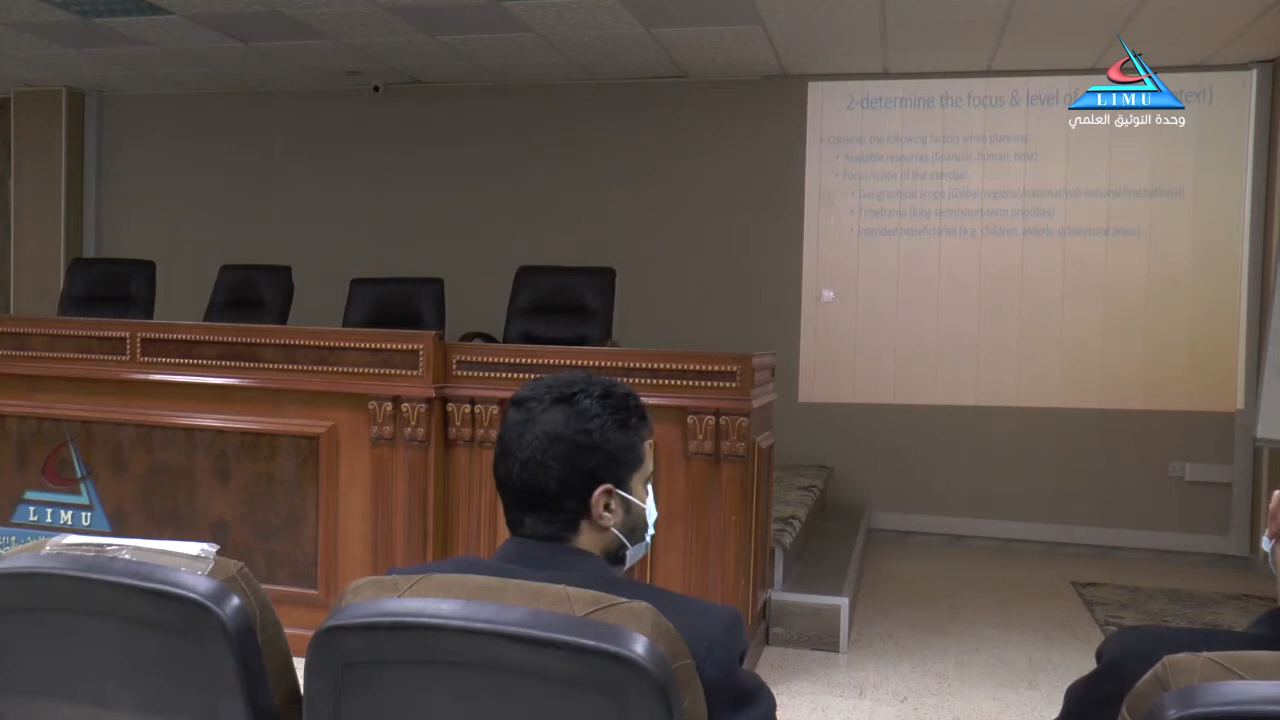 2-determine the focus & level of
LIMU
وحدة التوثيق العلمي
Consider the following factors when planning:
Available resources (financial, human, time)
Focus/scope of the exercise:
Geographical scope (Global/regional/national/sub-national/institutional)
Timeframe (long-term/short-term priorities)
Intended beneficiaries (e.g. children, elderly, urban/rural areas)
LIMU